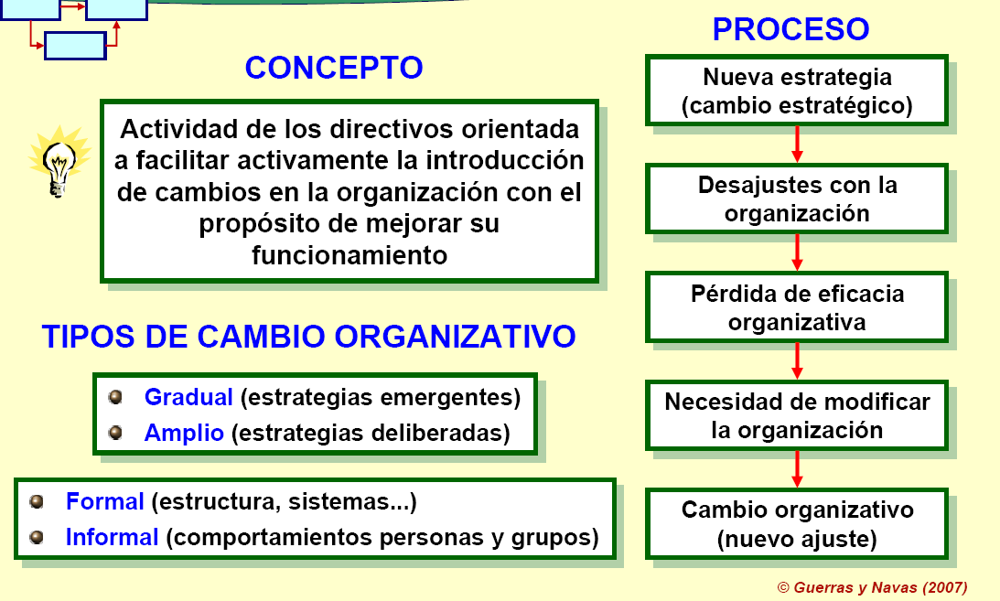 CONCEPTO
Actividad de los directivos orientada
a facilitar activamente la introducción
de cambios en la organización con el
propósito de mejorar su
funcionamiento
TIPOS DE CAMBIO ORGANIZATIVO
Gradual (estrategias emergentes)
Amplio (estrategias deliberadas)
Formal (estructura, sistemas...)
Informal (comportamientos personas y grupos)
PROCESO
Nueva estrategia
(cambio estratégico)
Desajustes con la
organización
Pérdida de eficacia
organizativa
Necesidad de modificar
la organización
Cambio organizativo
(nuevo ajuste)
© Guerras y Navas (2007)